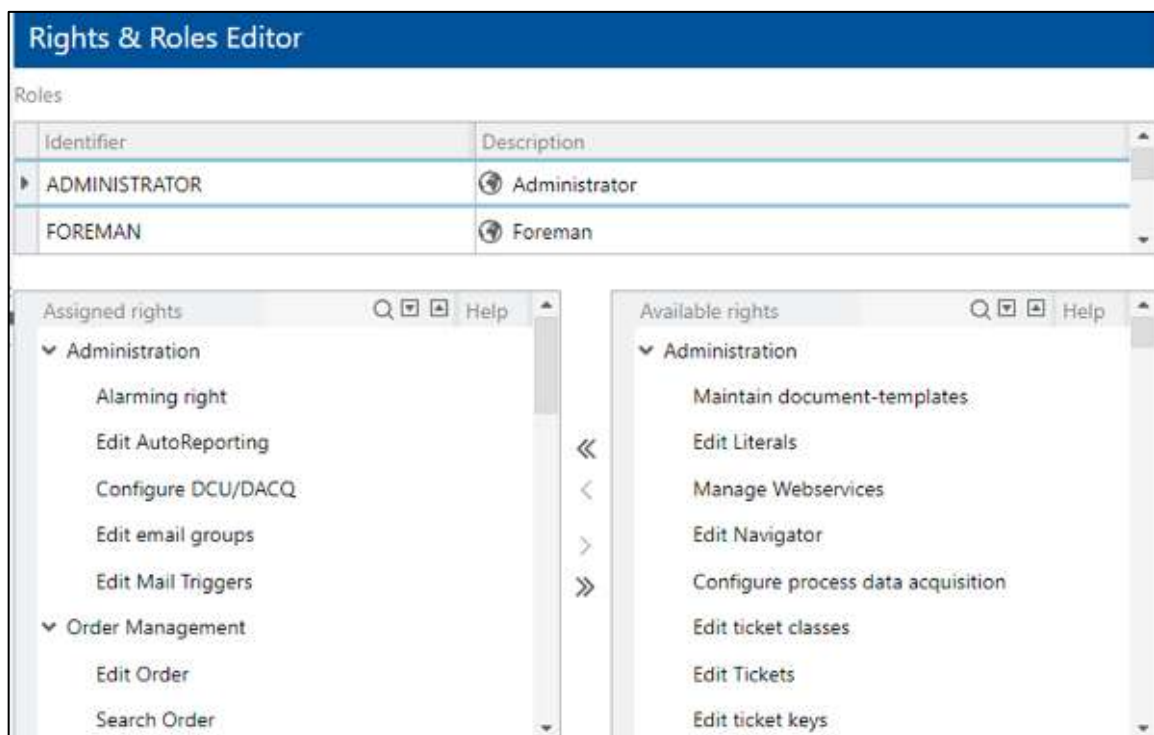 Rights & Roles Editor
Roles
Identifier Description
ADMINISTRATOR Administrator
FOREMAN Foreman
Assigned rights Help
Administration
Alarming right
Edit AutoReporting
Configure DCU/DACQ
Edit email groups
Edit Mail Triggers
Order Management
Edit Order
Search Order
Available rights Help
Administration
Maintain document-templates
Edit Literals
Manage Webservices
Edit Navigator
Configure process data acquisition
Edit ticket classes
Edit Tickets
Edit ticket keys